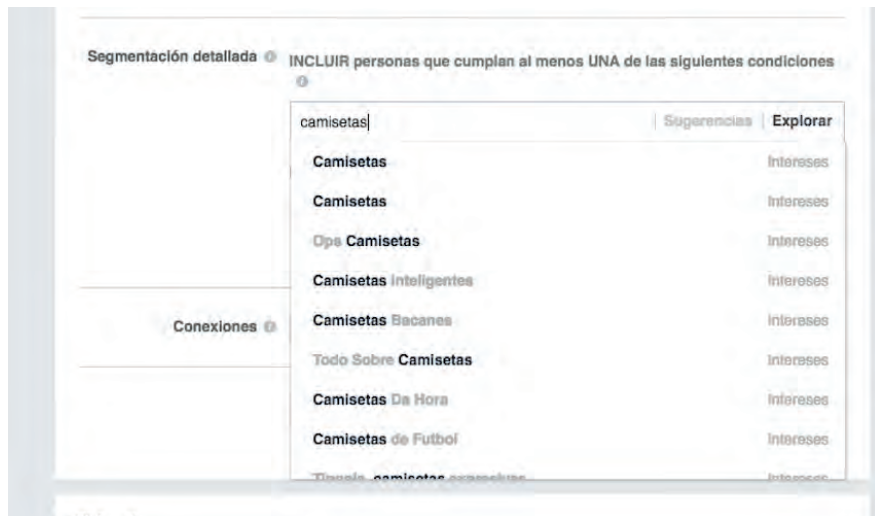 Segmentación detallada INCLUIR personas que cumplan al menos UNA de las siguientes condiciones
camisetas Sugerencias Explorar
Camisetas Intereses
Camisetas Intereses
Ops Camisetas Intereses
Camisetas Inteligentes Intereses
Camisetas Bacanes Intereses
Conexiones
Todo Sobre Camisetas Intereses
Camisetas Da Hora Intereses
Camisetas de Futbol Intereses
camisetas Intereses